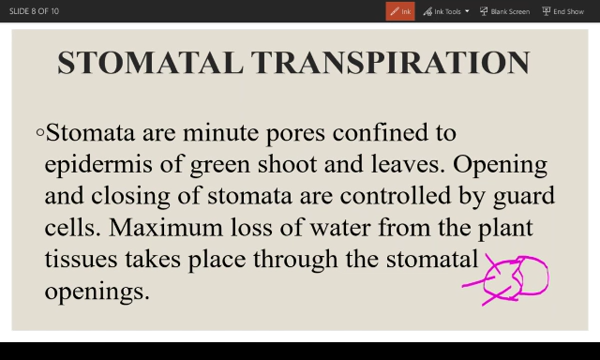 SLIDE 8 OF 10
Ink Ink Tools Blank Screen End Show
STOMATAL TRANSPIRATION
◦Stomata are minute pores confined to
epidermis of green shoot and leaves. Opening
and closing of stomata are controlled by guard
cells. Maximum loss of water from the plant
tissues takes place through the stomatal
openings.